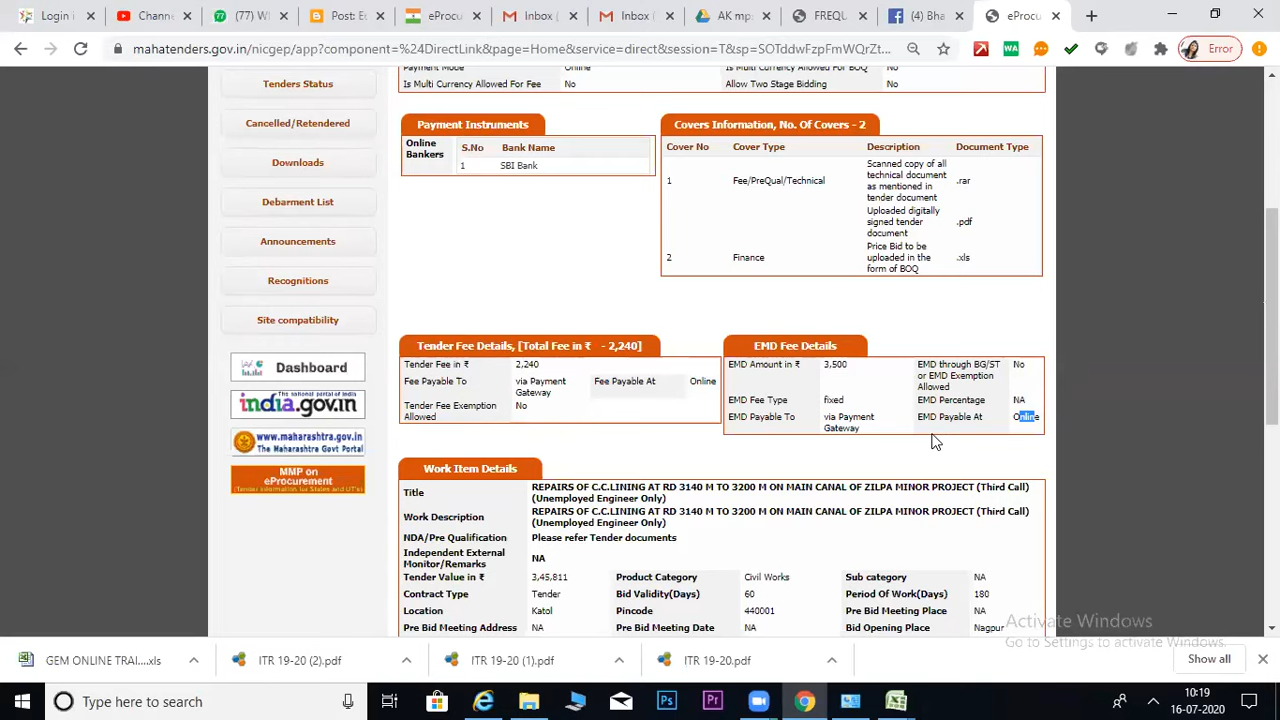 Login i
Channe
(77) Wh
Post: Ec
eProcu
Inbox (
Inbox
AK mp
FREQ
(4) Bha
eProcu
mahatenders.gov.in/nicgep/app?component=%24DirectLink&page=Home&service=direct&session=T&sp=SOTddwFzpFmWQrZt...
Error
Tenders Status
Cancelled/Retendered
Downloads
Debarment List
Announcements
Recognitions
Site compatibility
Dashboard
the national portal of India
india.gov.in
www.maharashtra.gov.in
The Maharashtra Govt Portal
MMP on
eProcurement
Payment Mode Online Is Multi Currency Allowed For BOQ No
Is Multi Currency Allowed For Fee No Allow Two Stage Bidding No
Payment Instruments
Online
Bankers
S.No Bank Name
1 SBI Bank
Covers Information, No. Of Covers - 2
Cover No Cover Type Description Document Type
1 Fee/PreQual/Technical
Scanned copy of all
technical document
as mentioned in
tender document
.rar
Uploaded digitally
signed tender
document
.pdf
2 Finance
Price Bid to be
uploaded in the
form of BOQ
.xls
Tender Fee Details, [Total Fee in ₹ - 2,240]
Tender Fee in ₹ 2,240
Fee Payable To via Payment
Gateway
Fee Payable At Online
Tender Fee Exemption
Allowed
No
EMD Fee Details
EMD Amount in ₹ 3,500
EMD through BG/ST
or EMD Exemption
Allowed
No
EMD Fee Type fixed EMD Percentage NA
EMD Payable To via Payment
Gateway
EMD Payable At Online
Work Item Details
Title
REPAIRS OF C.C.LINING AT RD 3140 M TO 3200 M ON MAIN CANAL OF ZILPA MINOR PROJECT (Third Call)
(Unemployed Engineer Only)
Work Description
REPAIRS OF C.C.LINING AT RD 3140 M TO 3200 M ON MAIN CANAL OF ZILPA MINOR PROJECT (Third Call)
(Unemployed Engineer Only)
NDA/Pre Qualification Please refer Tender documents
Independent External
Monitor/Remarks
NA
Tender Value in ₹ 3,45,811 Product Category Civil Works Sub category NA
Contract Type Tender Bid Validity(Days) 60 Period Of Work(Days) 180
Location Katol Pincode 440001 Pre Bid Meeting Place NA
Pre Bid Meeting Address NA Pre Bid Meeting Date NA Bid Opening Place Nagpur
Activate Windows
Go to Settings to activate Windows.
GEM ONLINE TRAI....xls
ITR 19-20 (2).pdf
ITR 19-20 (1).pdf
ITR 19-20.pdf
Show all
Type here to search
10:19
16-07-2020